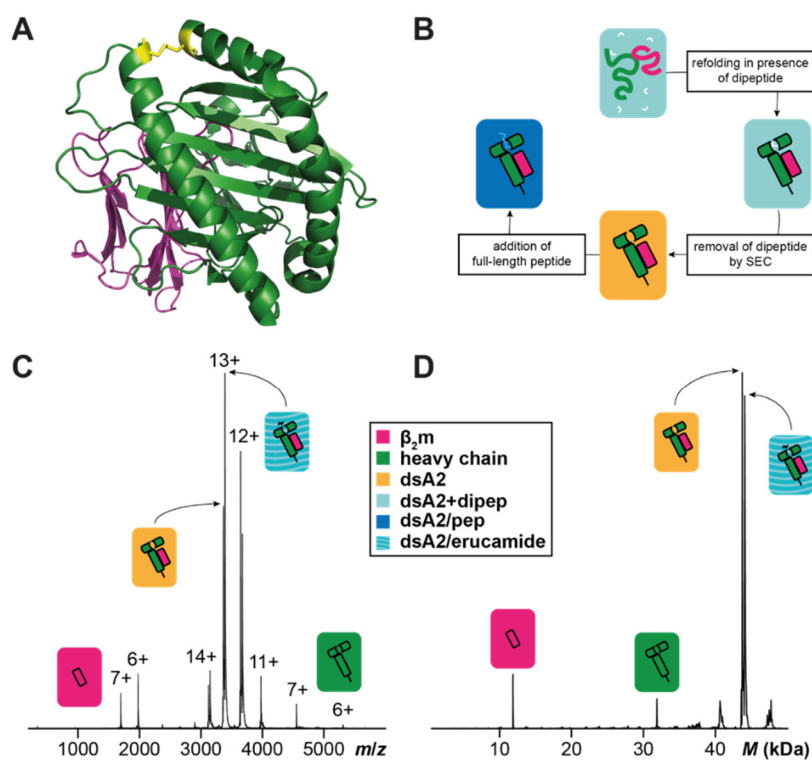 A
B
refolding in presence
of dipeptide
addition of
full-length peptide
removal of dipeptide
by SEC
C
13+
12+
7+
6+
14+
11+
7+
6+
1000 2000 3000 4000 5000 m/z
β₂m
heavy chain
dsA2
dsA2+dipep
dsA2/pep
dsA2/erucamide
D
10 20 30 40 M (kDa)